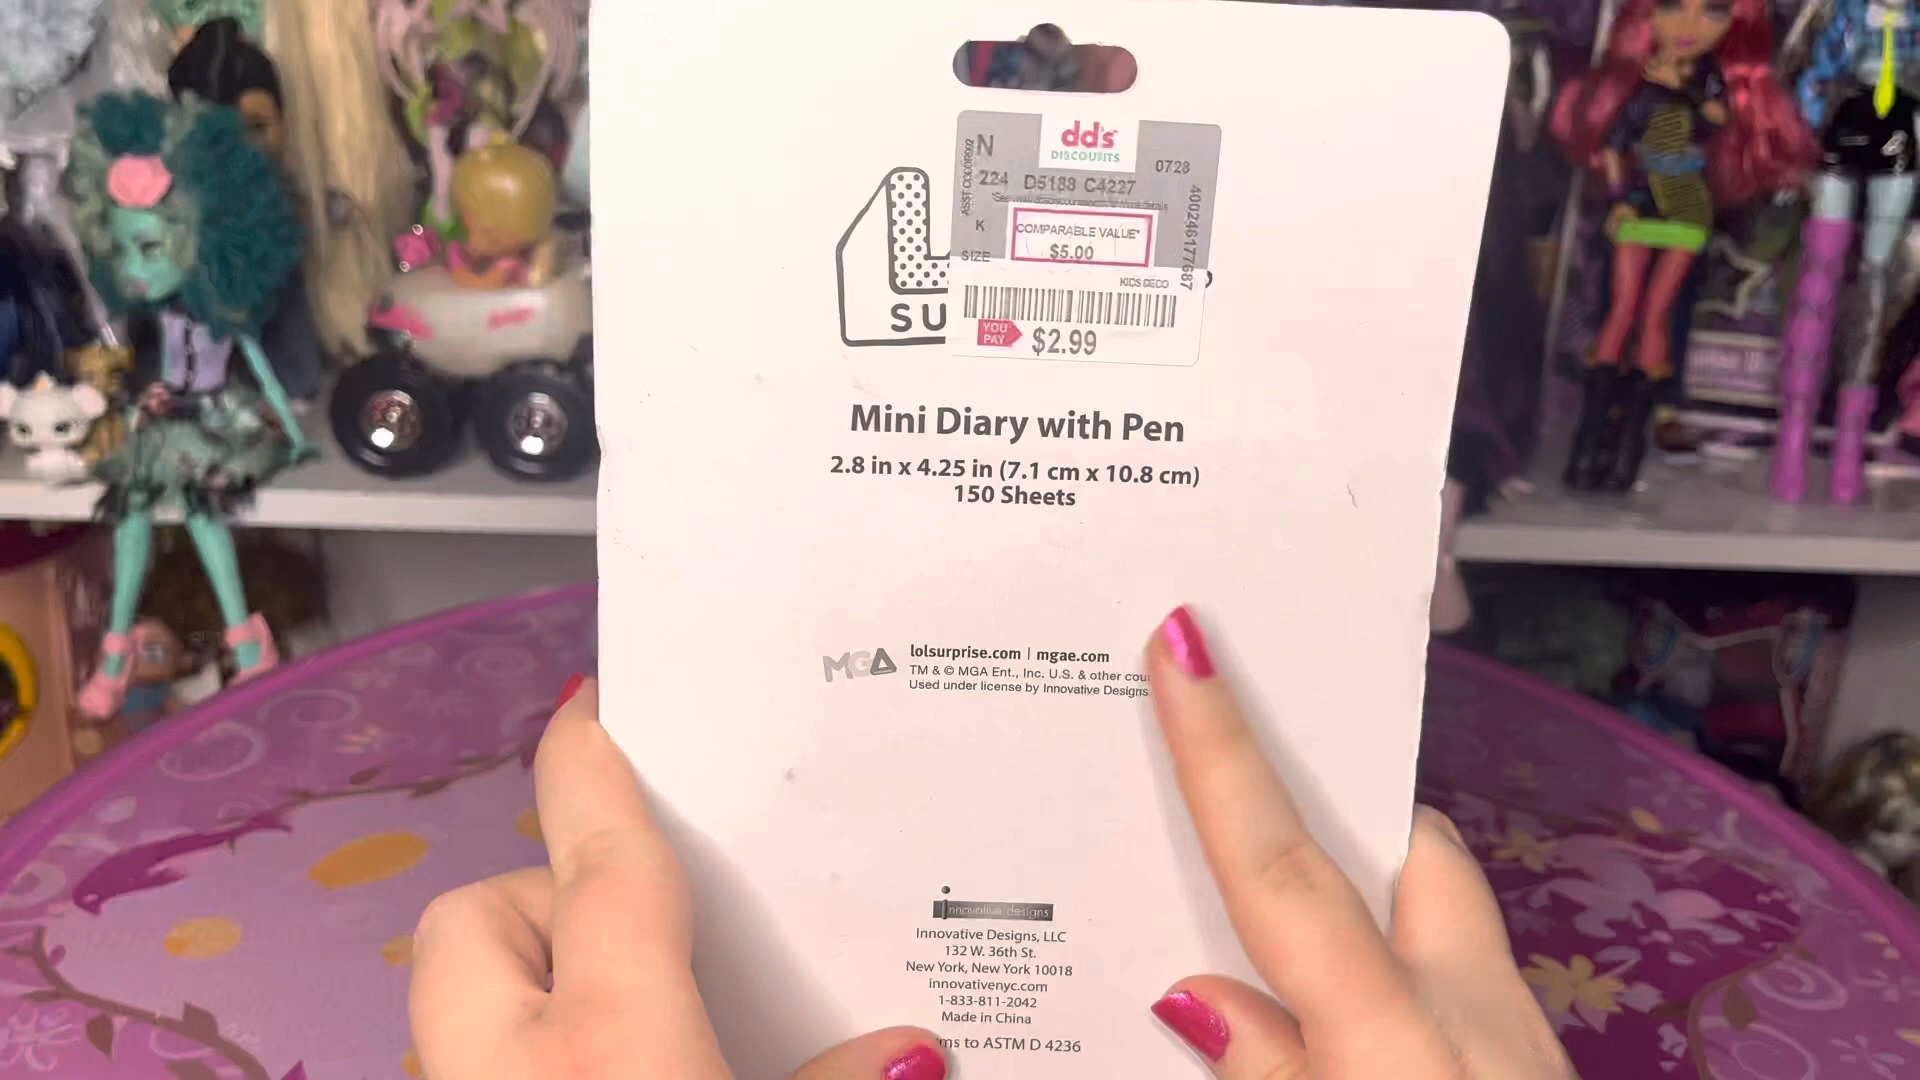 dd's
DISCOUNTS
N
0728
224 D5188 C4227
400246177687
K
COMPARABLE VALUE*
SIZE
$5.00
KIDS DECO
YOU
PAY
$2.99
SU
Mini Diary with Pen
2.8 in x 4.25 in (7.1 cm x 10.8 cm)
150 Sheets
MGA
lolsurprise.com | mgae.com
TM & © MGA Ent., Inc. U.S. & other cou
Used under license by Innovative Designs
innovative designs
Innovative Designs, LLC
132 W. 36th St.
New York, New York 10018
innovativenyc.com
1-833-811-2042
Made in China
ms to ASTM D 4236